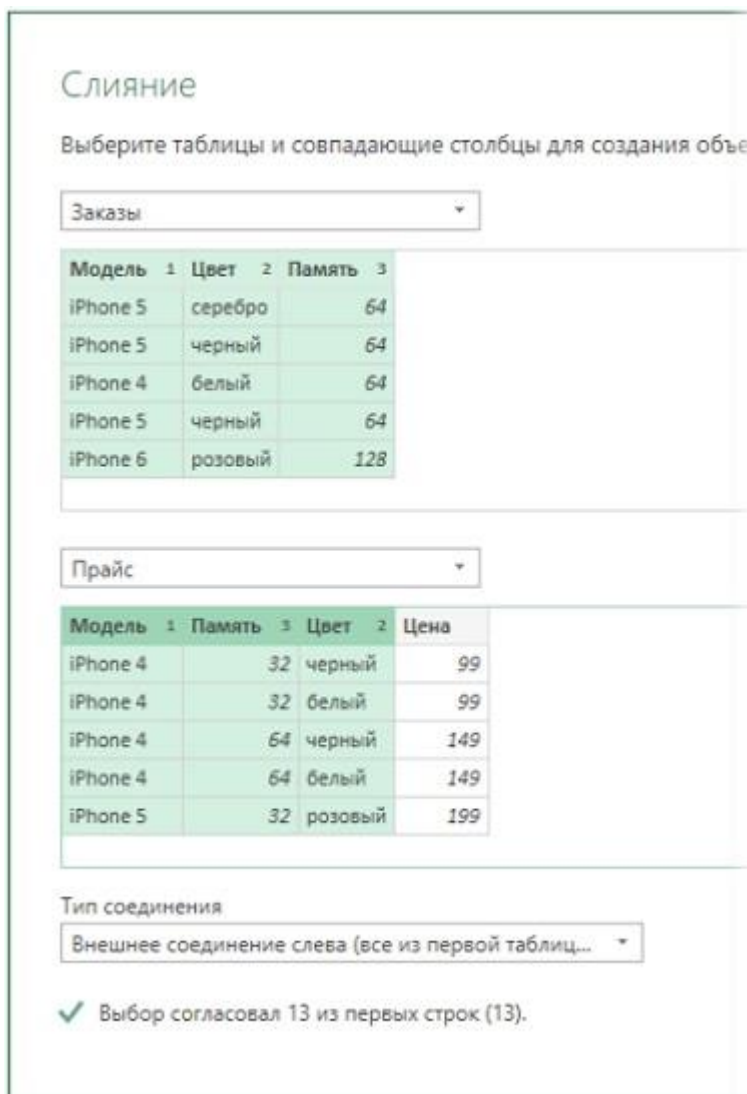 Слияние
Выберите таблицы и совпадающие столбцы для создания объе
Заказы
Модель 1 Цвет 2 Память 3
iPhone 5 серебро 64
iPhone 5 черный 64
iPhone 4 белый 64
iPhone 5 черный 64
iPhone 6 розовый 128
Прайс
Модель 1 Память 3 Цвет 2 Цена
iPhone 4 32 черный 99
iPhone 4 32 белый 99
iPhone 4 64 черный 149
iPhone 4 64 белый 149
iPhone 5 32 розовый 199
Тип соединения
Внешнее соединение слева (все из первой таблиц...
Выбор согласовал 13 из первых строк (13).